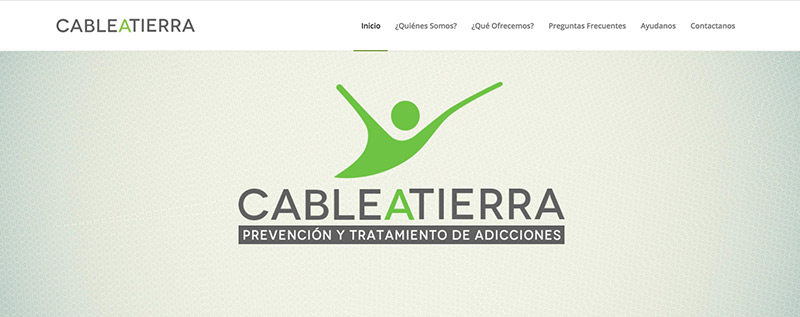 CABLEATIERRA
Inicio ¿Quiénes Somos? ¿Qué Ofrecemos? Preguntas Frecuentes Ayudanos Contactanos
CABLEATIERRA
PREVENCIÓN Y TRATAMIENTO DE ADICCIONES